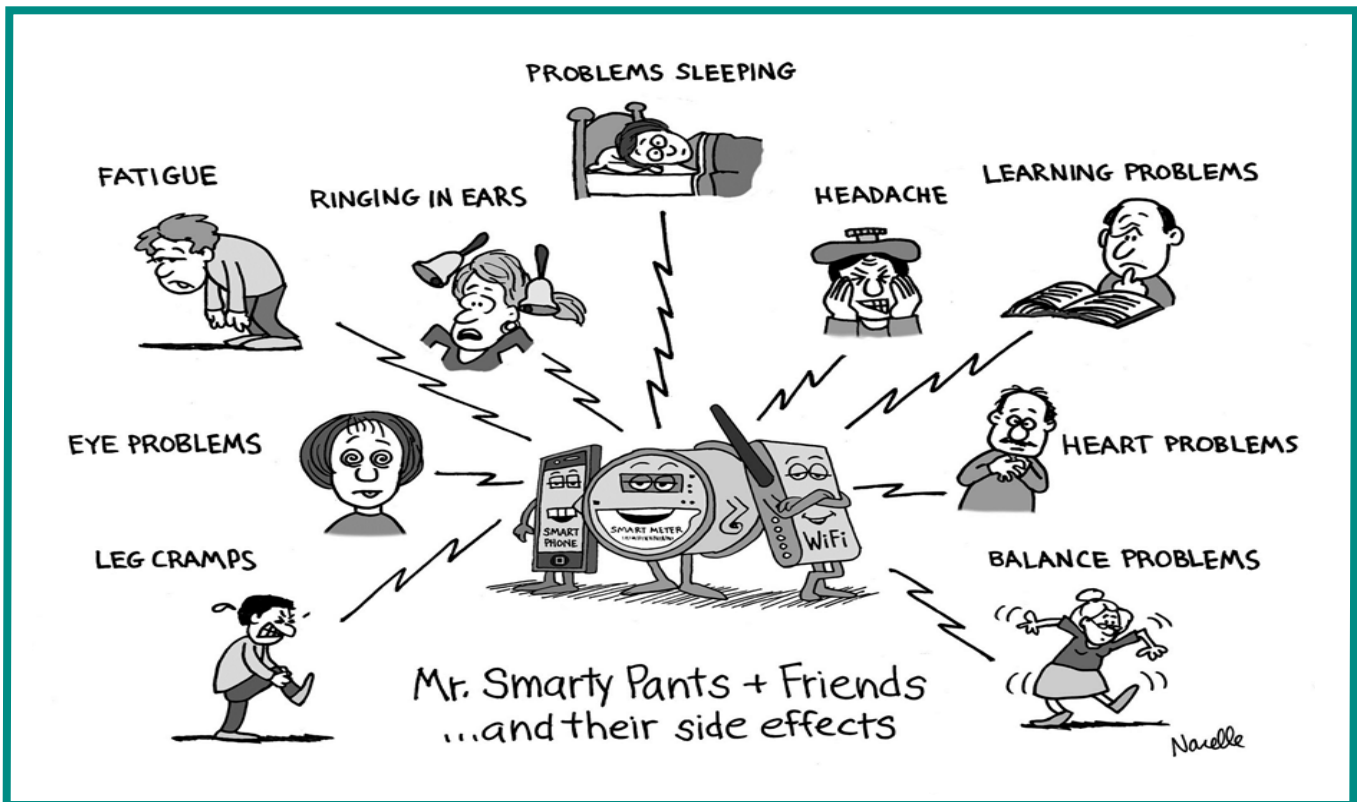 PROBLEMS SLEEPING
FATIGUE
RINGING IN EARS
HEADACHE
LEARNING PROBLEMS
EYE PROBLEMS
HEART PROBLEMS
LEG CRAMPS
BALANCE PROBLEMS
SMART
PHONE
SMART METER
WiFi
Mr. Smarty Pants + Friends
...and their side effects
Narelle